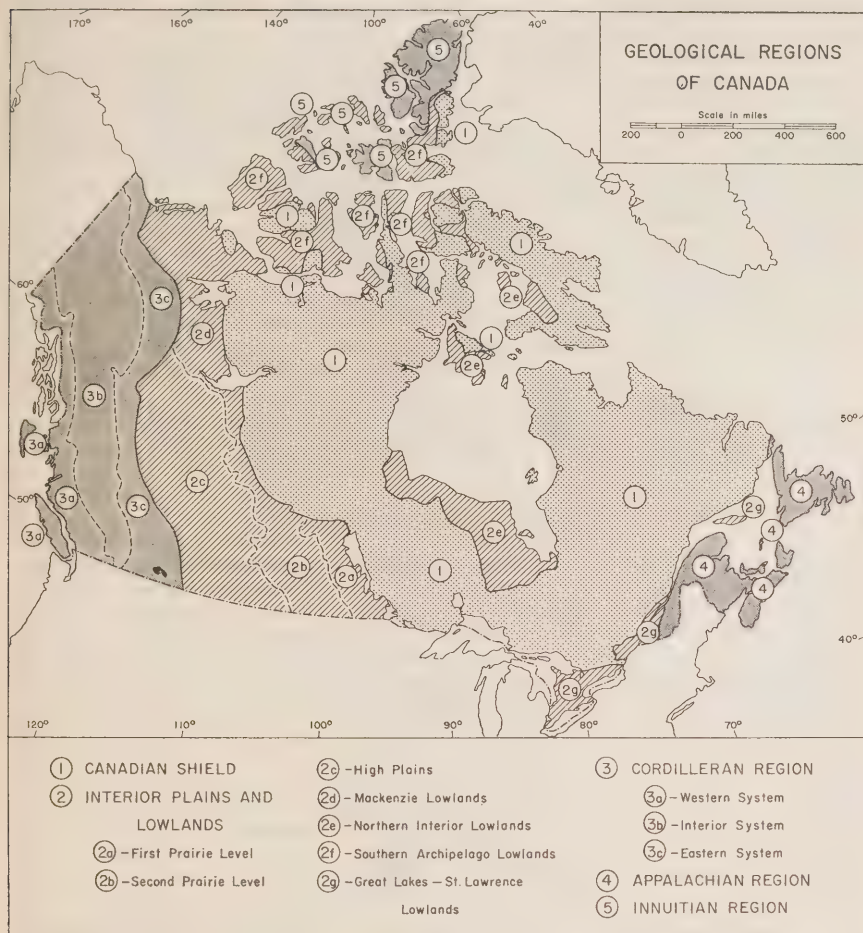 170°
160°
140°
120°
100°
60°
40°
GEOLOGICAL REGIONS
OF CANADA
Scale in miles
200 0 200 400 600
5
5
5
5
1
5
5
2f
2f
1
2f
2f
2f
1
2f
60°
3c
1
2e
2d
1
1
2e
3b
50°
3a
2c
50°
3a
3c
1
4
2g
3a
2e
4
2b
2a
1
4
4
2g
40°
2g
120°
110°
100°
90°
80°
70°
1 CANADIAN SHIELD
2 INTERIOR PLAINS AND
LOWLANDS
2a - First Prairie Level
2b - Second Prairie Level
2c - High Plains
2d - Mackenzie Lowlands
2e - Northern Interior Lowlands
2f - Southern Archipelago Lowlands
2g - Great Lakes — St. Lawrence
Lowlands
3 CORDILLERAN REGION
3a - Western System
3b - Interior System
3c - Eastern System
4 APPALACHIAN REGION
5 INNUITIAN REGION